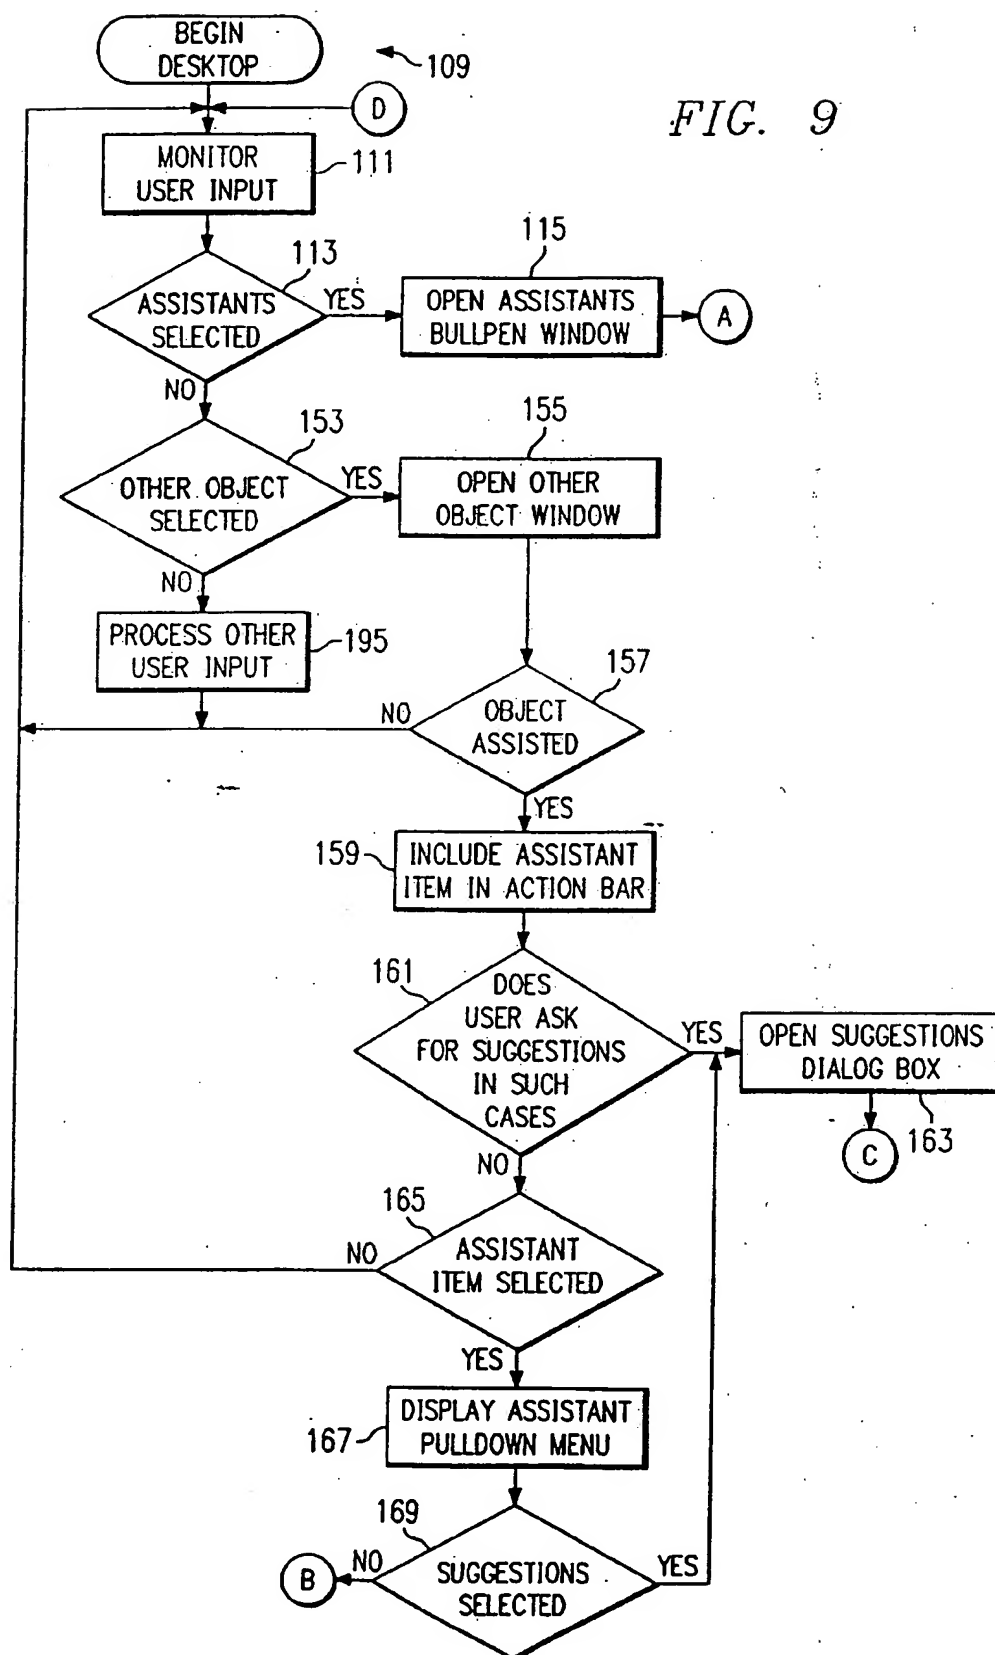 BEGIN
DESKTOP
109
D
FIG. 9
MONITOR
USER INPUT
111
113
ASSISTANTS
SELECTED
YES
115
OPEN ASSISTANTS
BULLPEN WINDOW
A
NO
153
OTHER OBJECT
SELECTED
YES
155
OPEN OTHER
OBJECT WINDOW
NO
PROCESS OTHER
USER INPUT
195
157
OBJECT
ASSISTED
NO
YES
159
INCLUDE ASSISTANT
ITEM IN ACTION BAR
161
DOES
USER ASK
FOR SUGGESTIONS
IN SUCH
CASES
YES
OPEN SUGGESTIONS
DIALOG BOX
163
C
NO
165
ASSISTANT
ITEM SELECTED
NO
YES
167
DISPLAY ASSISTANT
PULLDOWN MENU
169
SUGGESTIONS
SELECTED
NO
B
YES